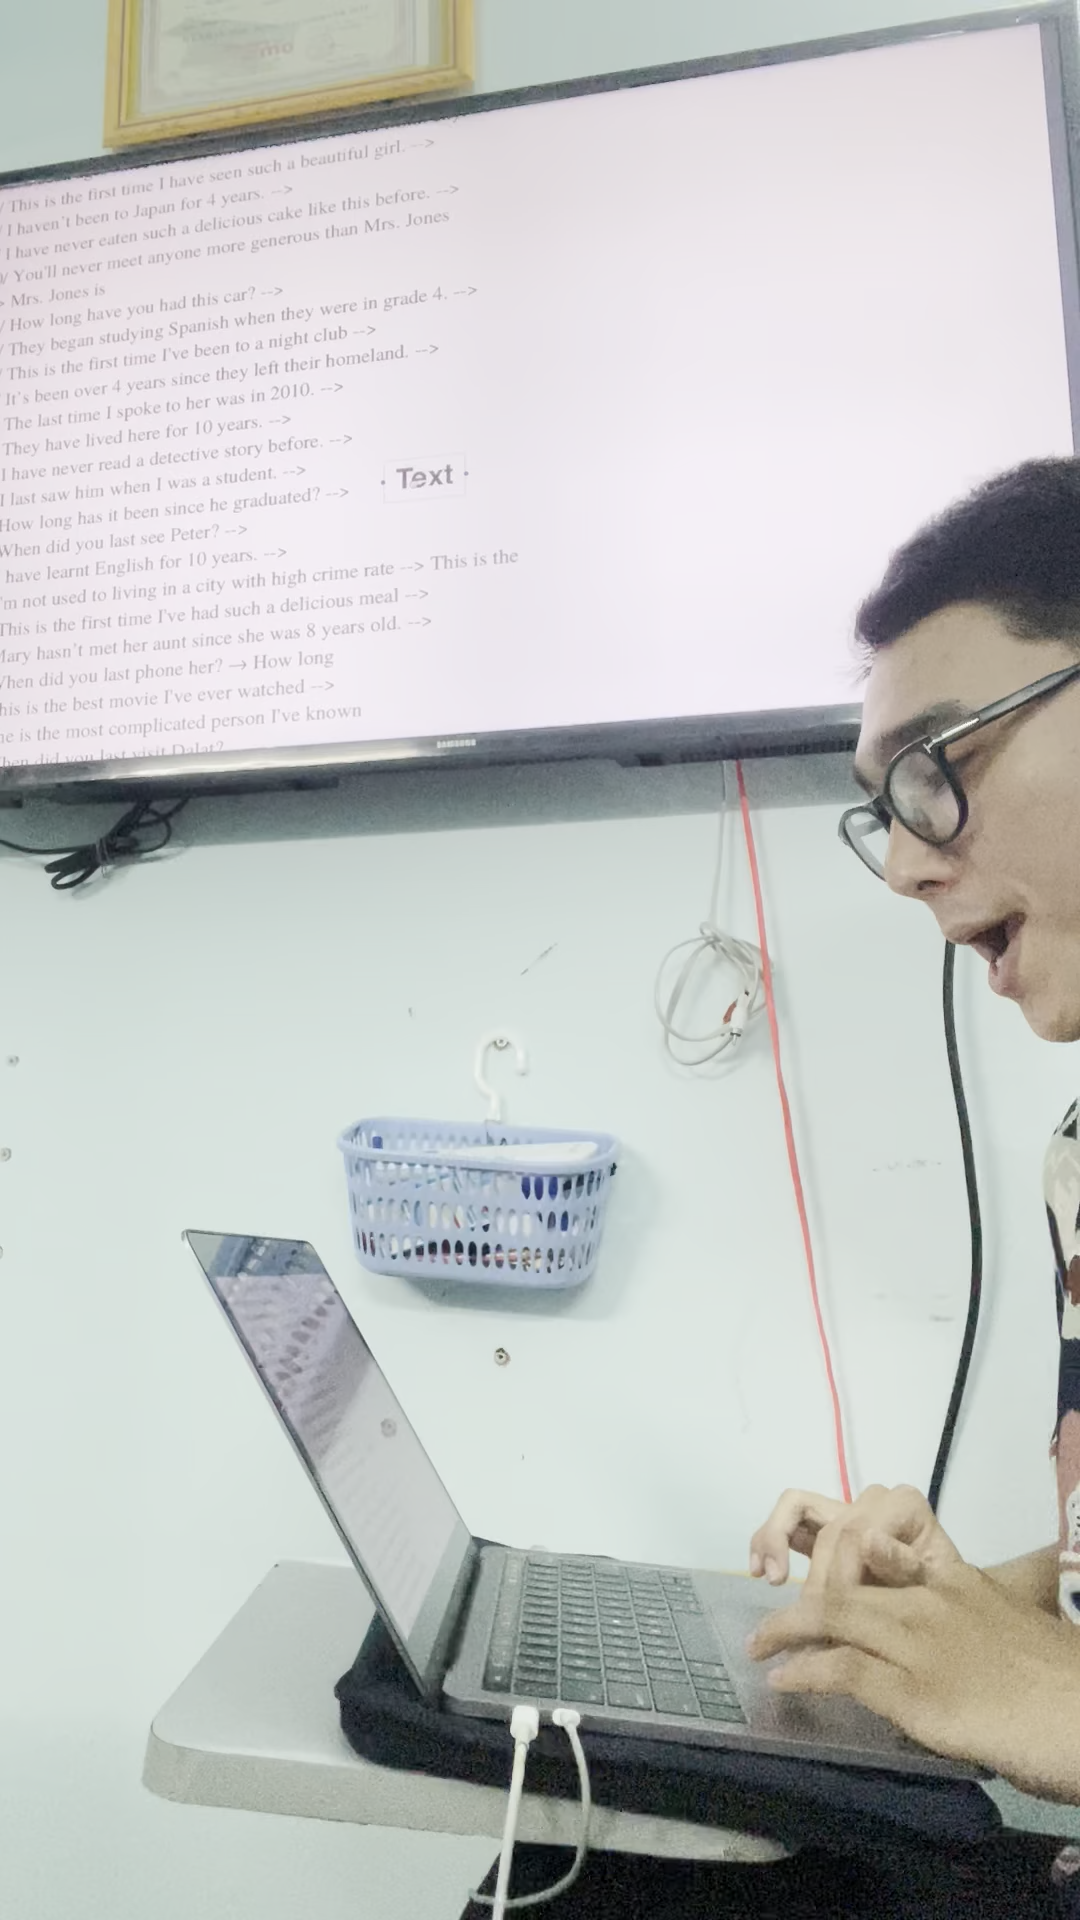 This is the first time I have seen such a beautiful girl. -->
/ I haven't been to Japan for 4 years. -->
I have never eaten such a delicious cake like this before. -->
/ You'll never meet anyone more generous than Mrs. Jones
> Mrs. Jones is
/ How long have you had this car? -->
/ They began studying Spanish when they were in grade 4. -->
/ This is the first time I've been to a night club -->
It's been over 4 years since they left their homeland. -->
The last time I spoke to her was in 2010. -->
They have lived here for 10 years. -->
I have never read a detective story before. -->
I last saw him when I was a student. -->
How long has it been since he graduated? -->
When did you last see Peter? -->
have learnt English for 10 years. -->
'm not used to living in a city with high crime rate --> This is the
This is the first time I've had such a delicious meal -->
Mary hasn't met her aunt since she was 8 years old. -->
When did you last phone her? → How long
his is the best movie I've ever watched -->
he is the most complicated person I've known
hen did you last visit Dalat?
Text
SAMSUNG